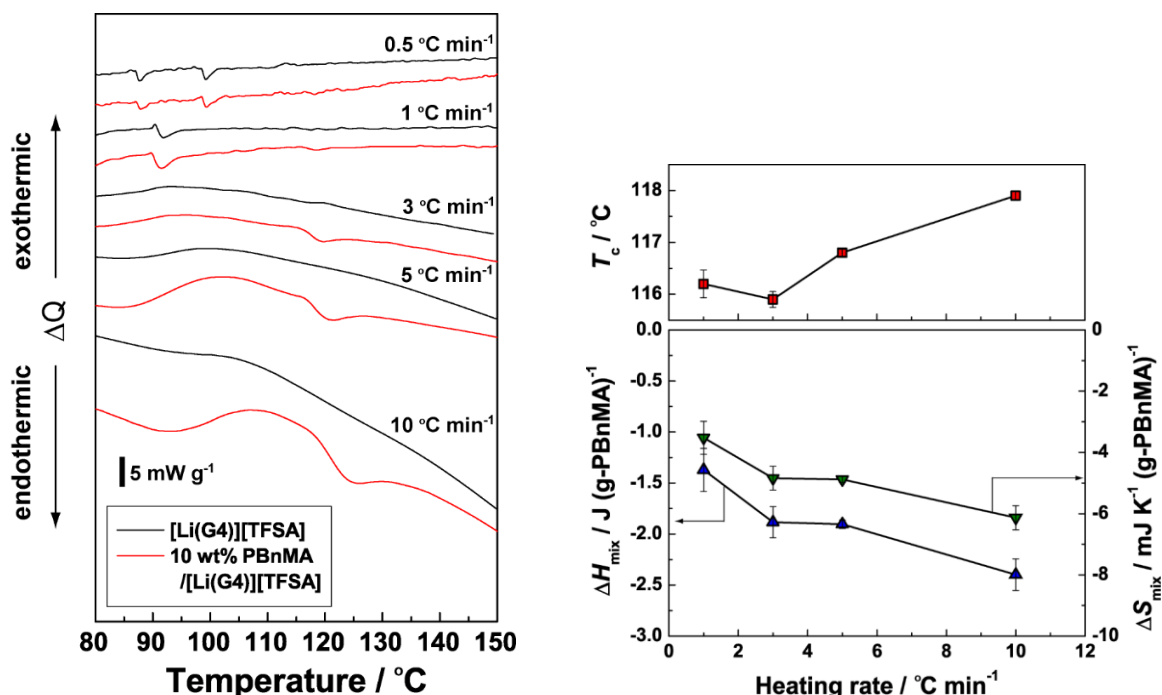 0.5 °C min⁻¹
1 °C min⁻¹
3 °C min⁻¹
5 °C min⁻¹
10 °C min⁻¹
exothermic
ΔQ
endothermic
5 mW g⁻¹
[Li(G4)][TFSA]
10 wt% PBnMA
/[Li(G4)][TFSA]
80 90 100 110 120 130 140 150
Temperature / °C
118
117
116
Tc / °C
0.0
-0.5
-1.0
-1.5
-2.0
-2.5
-3.0
ΔHmix / J (g-PBnMA)⁻¹
0
-2
-4
-6
-8
-10
ΔSmix / mJ K⁻¹ (g-PBnMA)⁻¹
0 2 4 6 8 10 12
Heating rate / °C min⁻¹